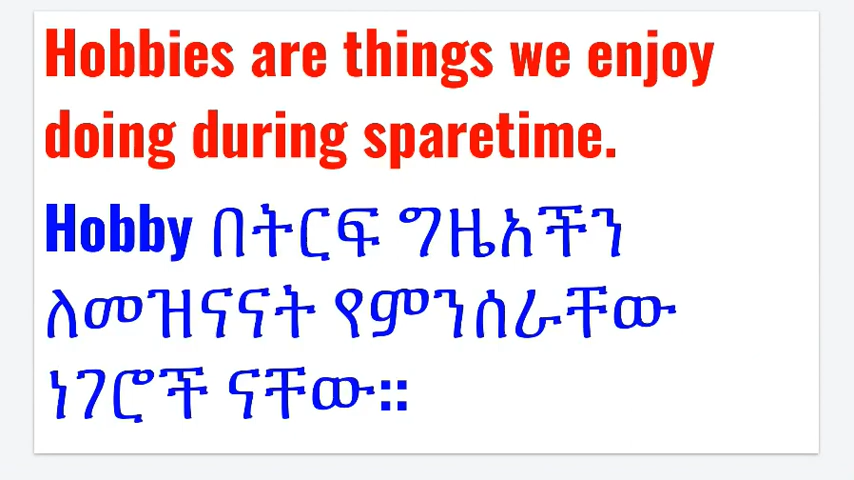 Hobbies are things we enjoy
doing during sparetime.
Hobby በትርፍ ግዜአችን
ለመዝናናት የምንሰራቸው
ነገሮች ናቸው::